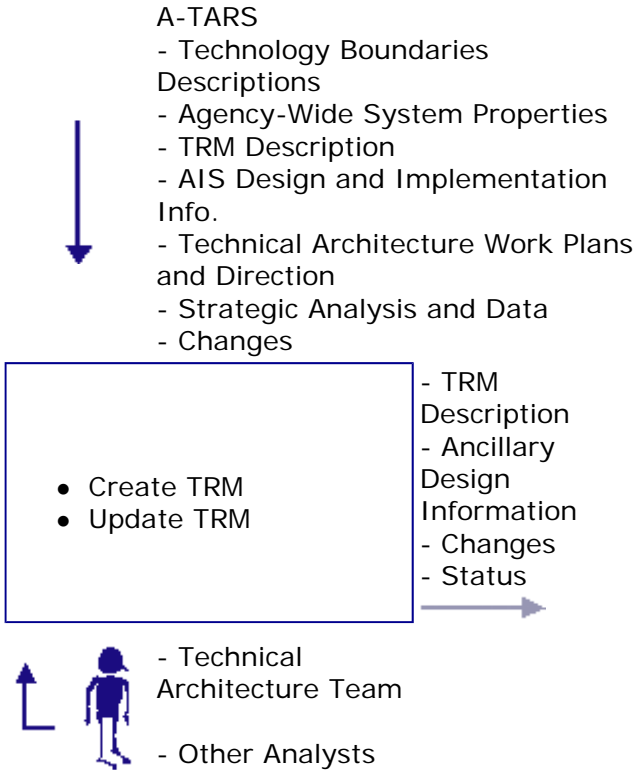 A-TARS
- Technology Boundaries
Descriptions
- Agency-Wide System Properties
- TRM Description
- AIS Design and Implementation
Info.
- Technical Architecture Work Plans
and Direction
- Strategic Analysis and Data
- Changes
● Create TRM
● Update TRM
- TRM
Description
- Ancillary
Design
Information
- Changes
- Status
- Technical
Architecture Team
- Other Analysts